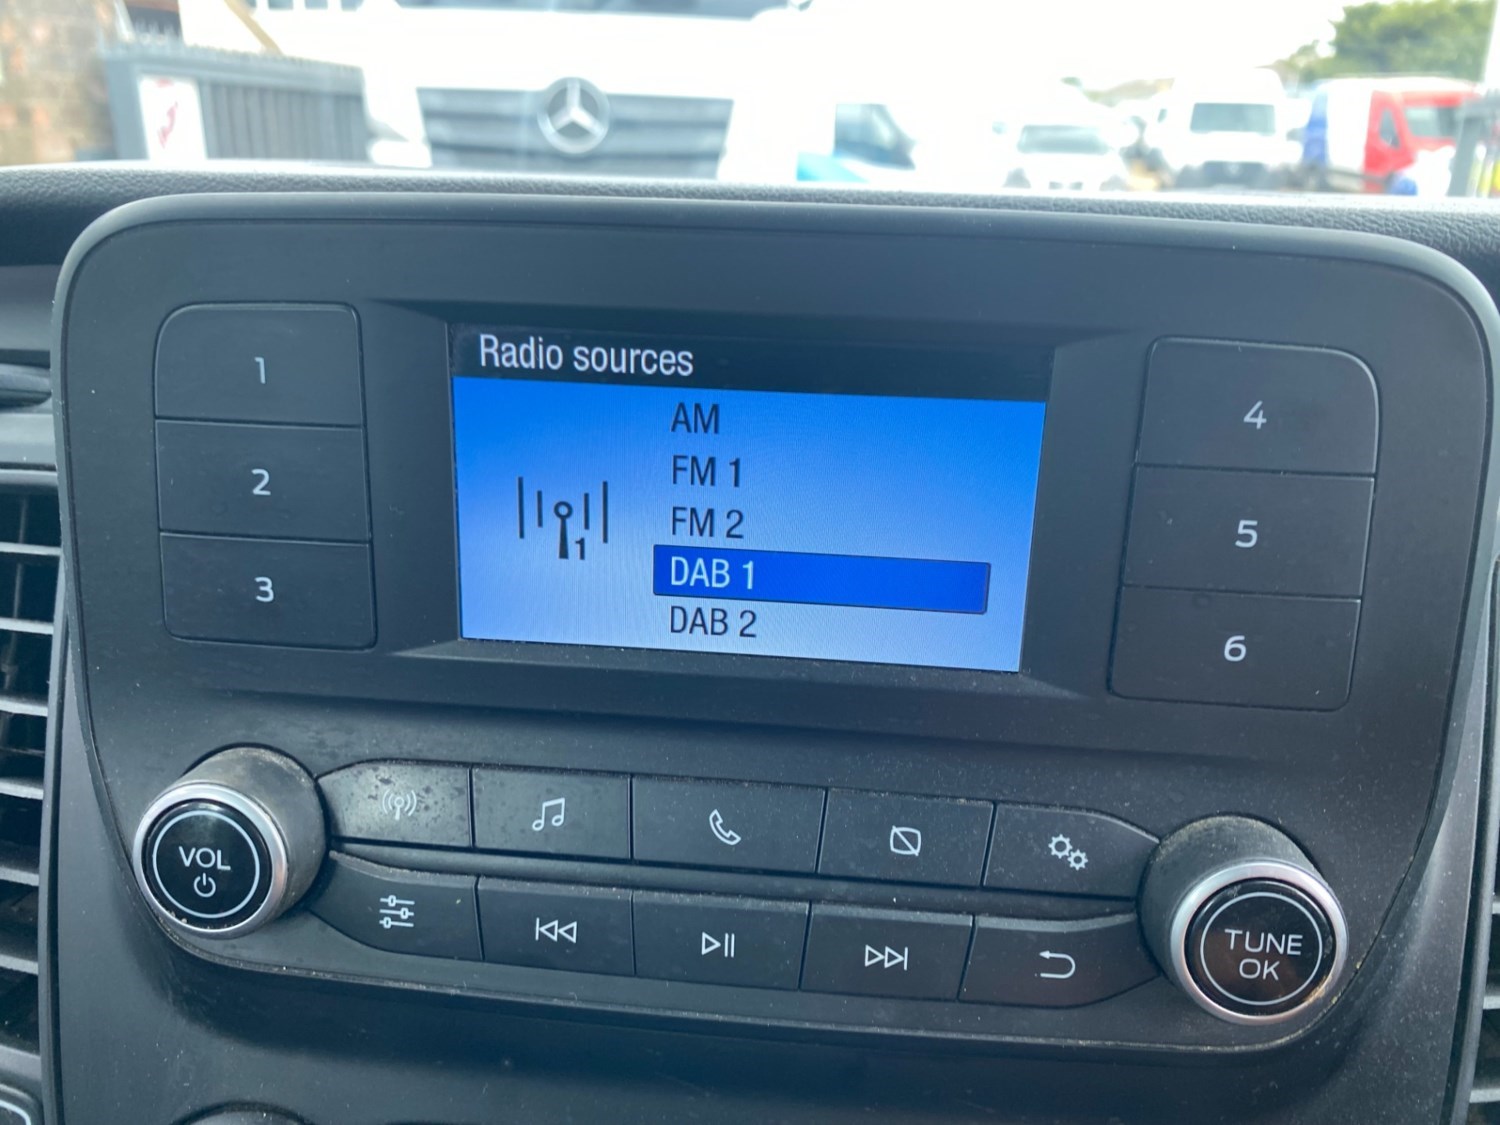 Radio sources
AM
FM 1
FM 2
DAB 1
DAB 2
1
1
2
3
4
5
6
VOL
TUNE
OK